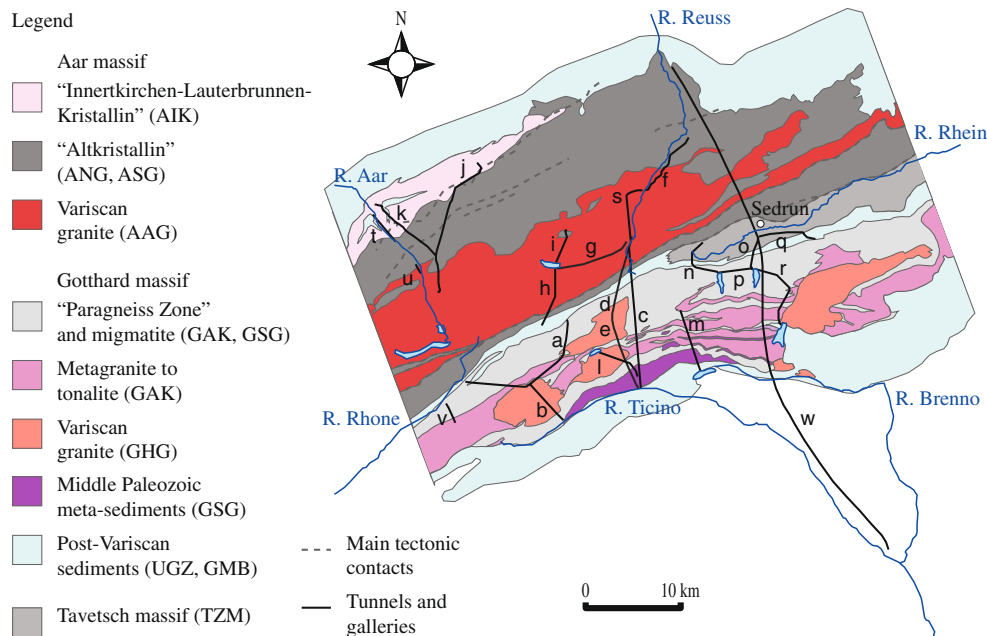 Legend
Aar massif
“Innertkirchen-Lauterbrunnen-
Kristallin” (AIK)
“Altkristallin”
(ANG, ASG)
Variscan
granite (AAG)
Gotthard massif
“Paragneiss Zone”
and migmatite (GAK, GSG)
Metagranite to
tonalite (GAK)
Variscan
granite (GHG)
Middle Paleozoic
meta-sediments (GSG)
Post-Variscan
sediments (UGZ, GMB)
Tavetsch massif (TZM)
Main tectonic
contacts
Tunnels and
galleries
N
R. Reuss
R. Rhein
R. Aar
Sedrun
R. Rhone
R. Ticino
R. Brenno
j
k
t
u
f
s
i
g
h
d
e
c
a
l
b
v
m
n
o
q
p
r
w
0
10 km